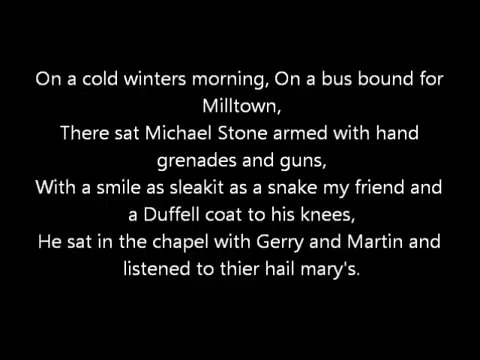 On a cold winters morning, On a bus bound for
Milltown,
There sat Michael Stone armed with hand
grenades and guns,
With a smile as sleakit as a snake my friend and
a Duffell coat to his knees,
He sat in the chapel with Gerry and Martin and
listened to thier hail mary's.